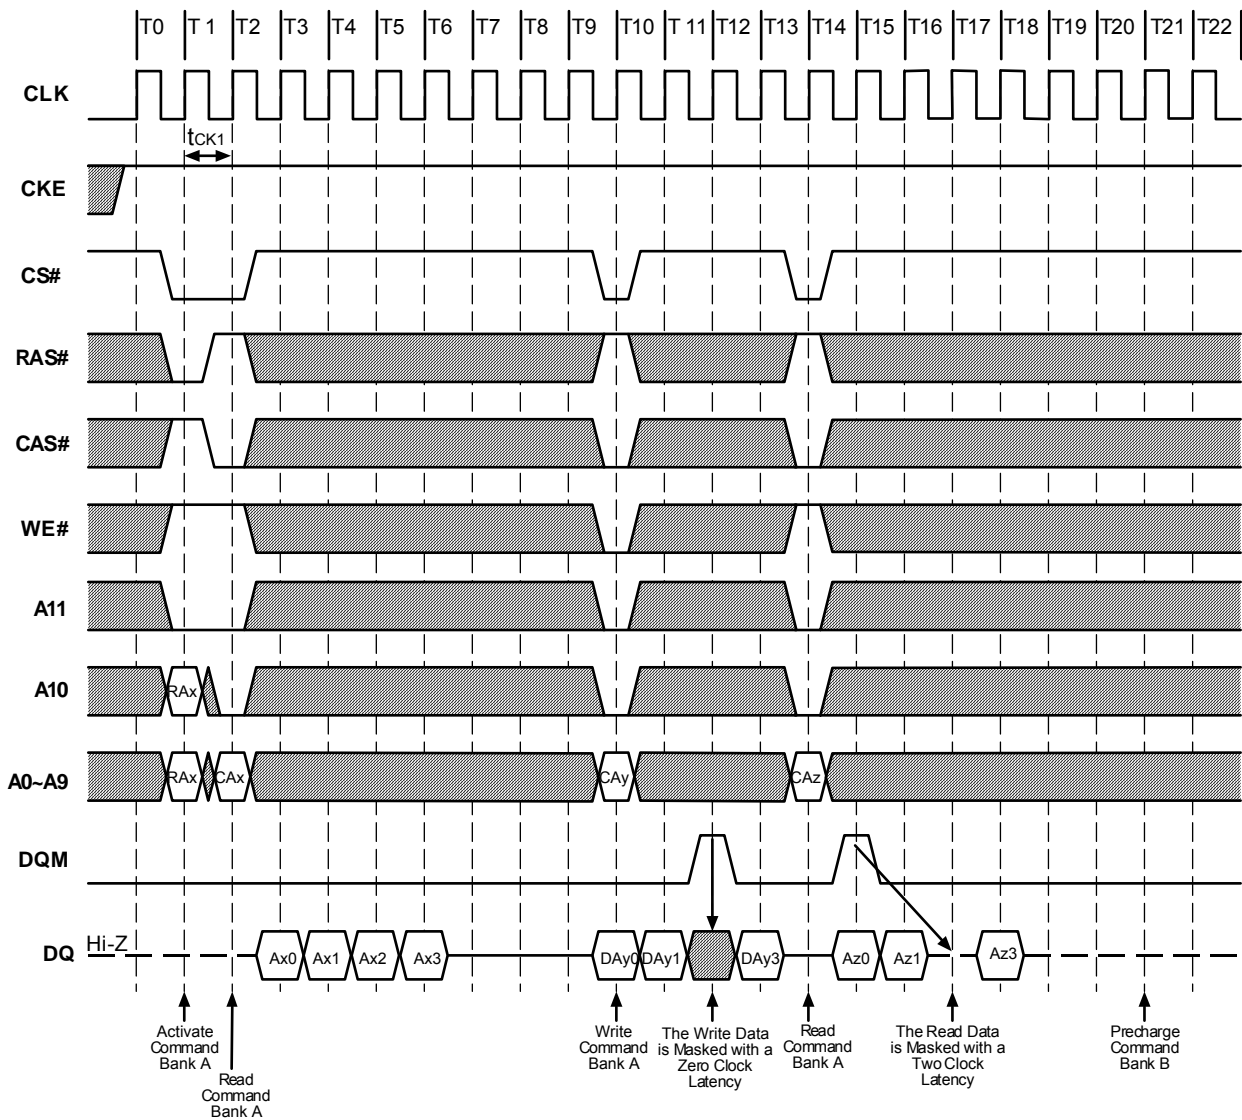 T0 T 1 T2 T3 T4 T5 T6 T7 T8 T9 T10 T 11 T12 T13 T14 T15 T16 T17 T18 T19 T20 T21 T22
CLK
tCK1
CKE
CS#
RAS#
CAS#
WE#
A11
A10 RAx
A0~A9 RAx CAx CAy CAz
DQM
DQ Hi-Z Ax0 Ax1 Ax2 Ax3 DAy0 DAy1 DAy3 Az0 Az1 Az3
Activate
Command
Bank A
Read
Command
Bank A
Write
Command
Bank A
The Write Data
is Masked with a
Zero Clock
Latency
Read
Command
Bank A
The Read Data
is Masked with a
Two Clock
Latency
Precharge
Command
Bank B